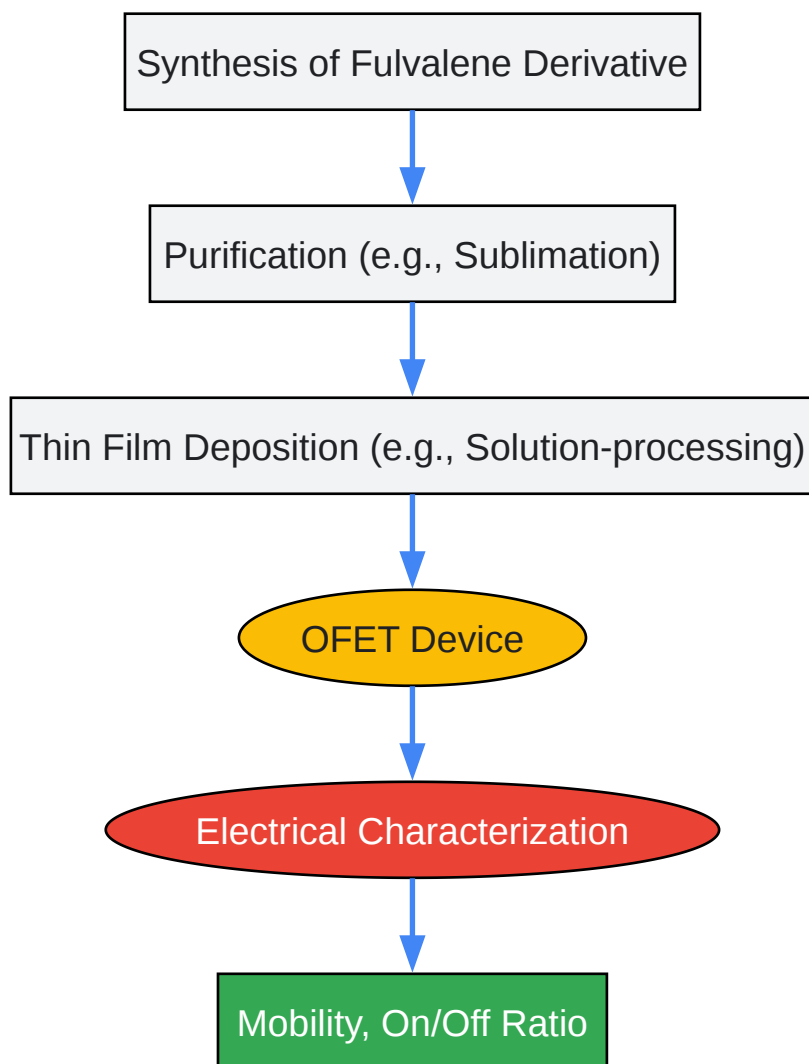 Synthesis of Fulvalene Derivative
Purification (e.g., Sublimation)
Thin Film Deposition (e.g., Solution-processing)
OFET Device
Electrical Characterization
Mobility, On/Off Ratio